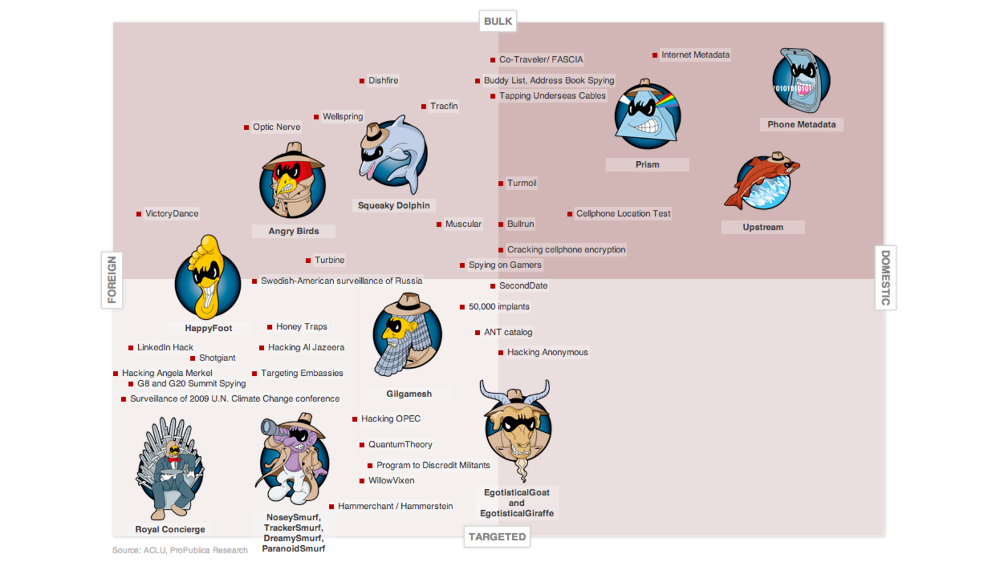 BULK
Internet Metadata
Co-Traveler/ FASCIA
Dishfire
Buddy List, Address Book Spying
Tapping Underseas Cables
0101010101
Tracfin
Wellspring
Phone Metadata
Optic Nerve
Prism
Turmoil
Squeaky Dolphin
VictoryDance
Cellphone Location Test
Muscular
Bullrun
Upstream
Angry Birds
Cracking cellphone encryption
Turbine
Spying on Gamers
FOREIGN
DOMESTIC
Swedish-American surveillance of Russia
SecondDate
50,000 implants
HappyFoot
Honey Traps
ANT catalog
LinkedIn Hack
Hacking Al Jazeera
Hacking Anonymous
Shotgiant
Hacking Angela Merkel
Targeting Embassies
G8 and G20 Summit Spying
Gilgamesh
Surveillance of 2009 U.N. Climate Change conference
Hacking OPEC
QuantumTheory
Program to Discredit Militants
WillowVixen
EgotisticalGoat
and
EgotisticalGiraffe
Hammerchant / Hammerstein
NoseySmurf,
TrackerSmurf,
DreamySmurf,
ParanoidSmurf
Royal Concierge
TARGETED
Source: ACLU, ProPublica Research